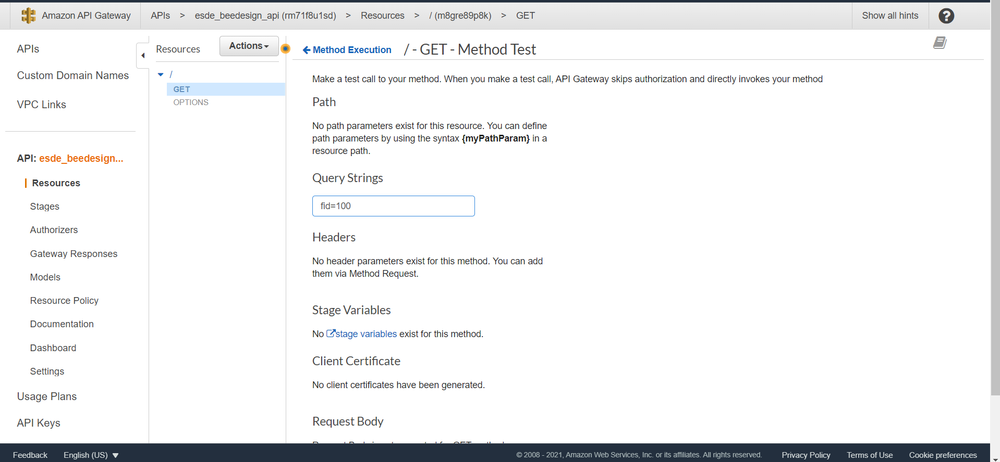 Amazon API Gateway
APIs > esde_beedesign_api (rm71f8u1sd) > Resources > / (m8gre89p8k) > GET
Show all hints
?
APIs
Custom Domain Names
VPC Links
API: esde_beedesign...
Resources
Stages
Authorizers
Gateway Responses
Models
Resource Policy
Documentation
Dashboard
Settings
Usage Plans
API Keys
Resources
Actions
/
GET
OPTIONS
Method Execution
/ - GET - Method Test
Make a test call to your method. When you make a test call, API Gateway skips authorization and directly invokes your method
Path
No path parameters exist for this resource. You can define
path parameters by using the syntax {myPathParam} in a
resource path.
Query Strings
fid=100
Headers
No header parameters exist for this method. You can add
them via Method Request.
Stage Variables
No stage variables exist for this method.
Client Certificate
No client certificates have been generated.
Request Body
Feedback
English (US)
© 2008 - 2021, Amazon Web Services, Inc. or its affiliates. All rights reserved.
Privacy Policy
Terms of Use
Cookie preferences